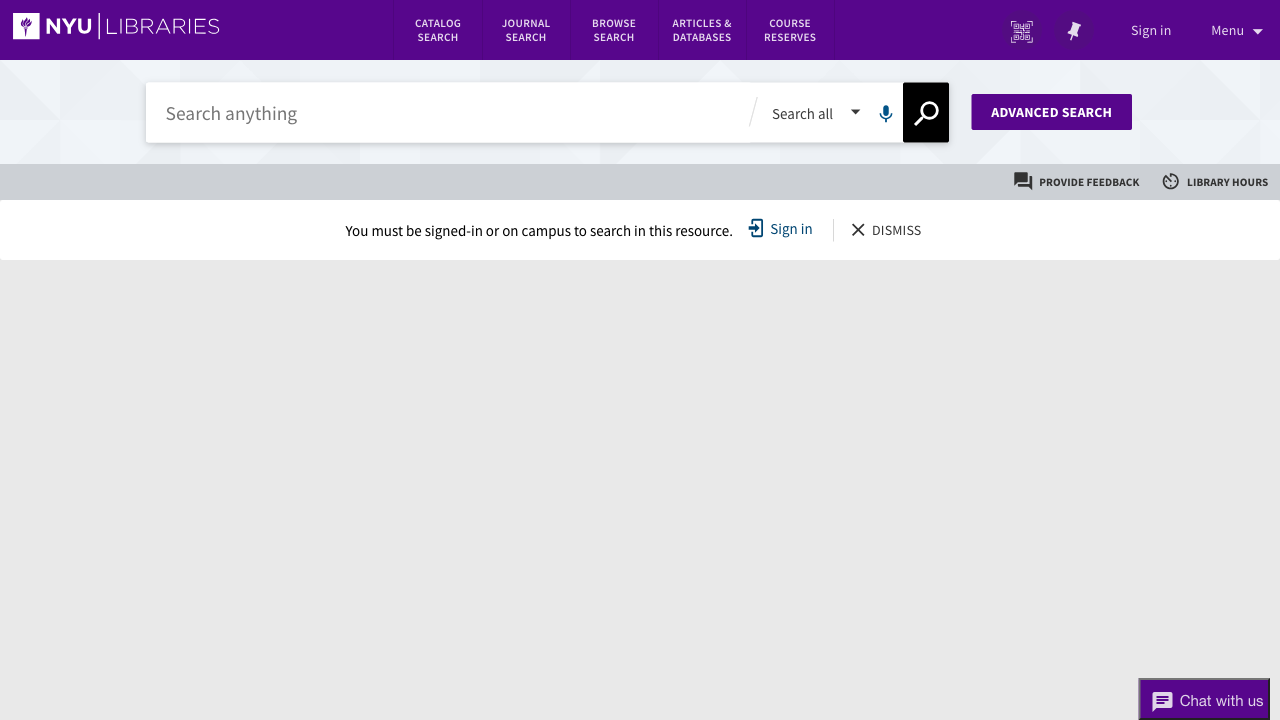 NYU LIBRARIES
CATALOG
SEARCH
JOURNAL
SEARCH
BROWSE
SEARCH
ARTICLES &
DATABASES
COURSE
RESERVES
Sign in
Menu
Search anything
Search all
ADVANCED SEARCH
PROVIDE FEEDBACK
LIBRARY HOURS
You must be signed-in or on campus to search in this resource.
Sign in
DISMISS
Chat with us